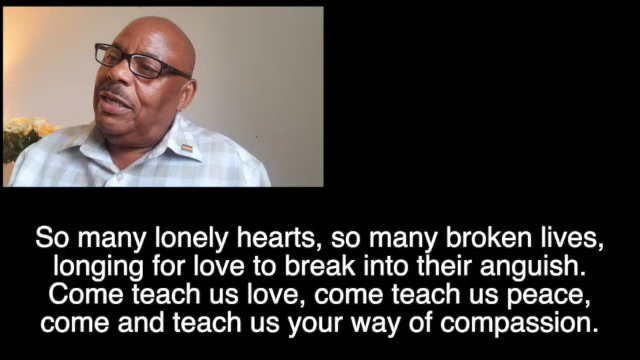 So many lonely hearts, so many broken lives,
longing for love to break into their anguish.
Come teach us love, come teach us peace,
come and teach us your way of compassion.